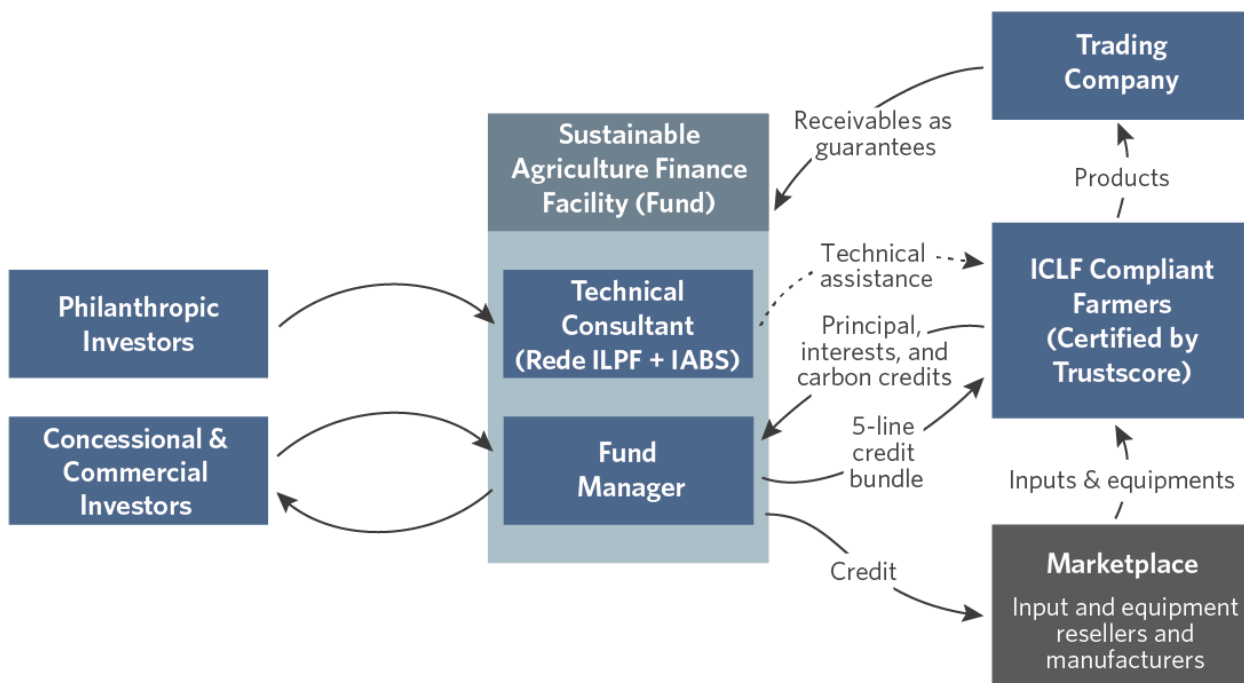 Trading
Company
Receivables as
guarantees
Sustainable
Agriculture Finance
Facility (Fund)
Products
Philanthropic
Investors
Technical
Consultant
(Rede ILPF + IABS)
Technical
assistance
ICLF Compliant
Farmers
(Certified by
Trustscore)
Principal,
interests, and
carbon credits
Concessional &
Commercial
Investors
Fund
Manager
5-line
credit
bundle
Inputs & equipments
Credit
Marketplace
Input and equipment
resellers and
manufacturers